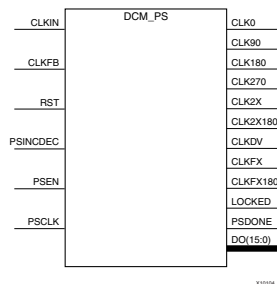 DCM_PS
CLKIN
CLKFB
RST
PSINCDEC
PSEN
PSCLK
CLK0
CLK90
CLK180
CLK270
CLK2X
CLK2X180
CLKDV
CLKFX
CLKFX180
LOCKED
PSDONE
DO(15:0)